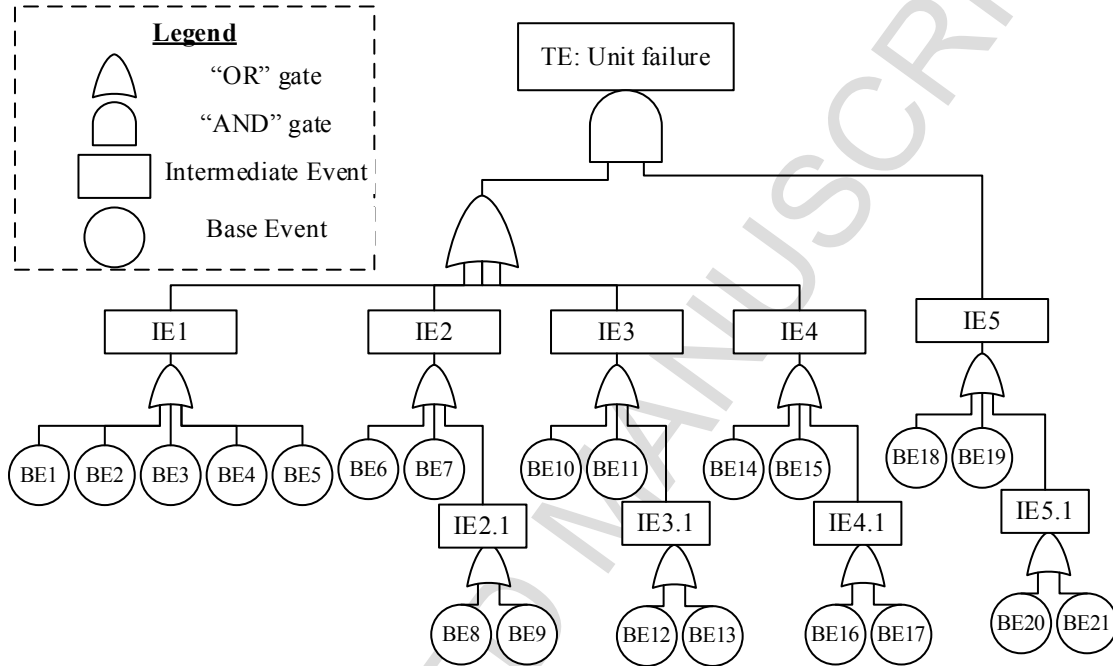 Legend
“OR” gate
“AND” gate
Intermediate Event
Base Event
TE: Unit failure
IE1
IE2
IE3
IE4
IE5
BE1
BE2
BE3
BE4
BE5
BE6
BE7
BE10
BE11
BE14
BE15
BE18
BE19
IE2.1
IE3.1
IE4.1
IE5.1
BE8
BE9
BE12
BE13
BE16
BE17
BE20
BE21
MANUSCRI